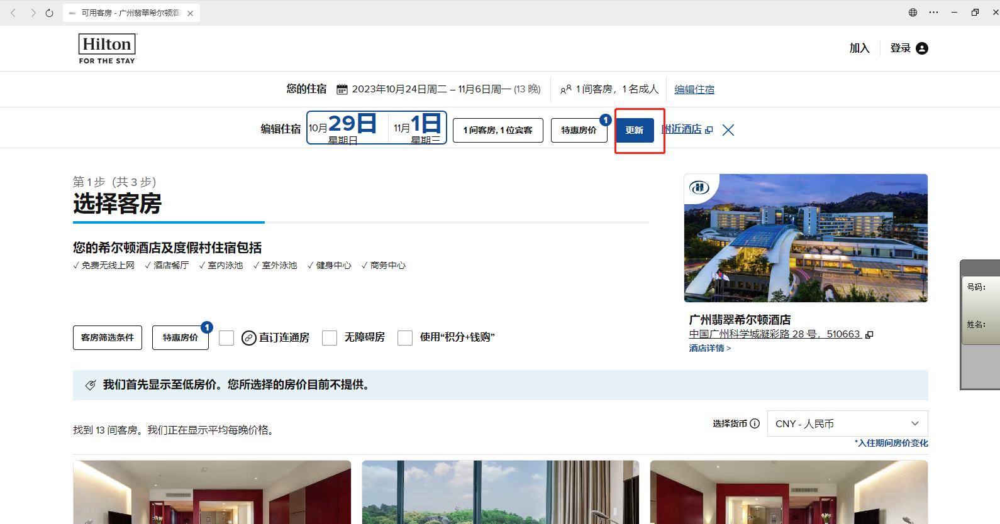 可用客房 - 广州翡翠希尔顿酒店
Hilton
FOR THE STAY
加入
登录
您的住宿 2023年10月24日周二 – 11月6日周一 (13 晚) 1 间客房，1 名成人 编辑住宿
编辑住宿 10月29日 星期日 11月1日 星期三 1 间客房, 1 位宾客 特惠房价 1 更新 附近酒店
第 1 步（共 3 步）
选择客房
您的希尔顿酒店及度假村住宿包括
✓ 免费无线上网 ✓ 酒店餐厅 ✓ 室内泳池 ✓ 室外泳池 ✓ 健身中心 ✓ 商务中心
广州翡翠希尔顿酒店
中国广州科学城凝彩路 28 号，510663
酒店详情 >
客房筛选条件 特惠房价 1 直订连通房 无障碍房 使用“积分+钱购”
我们首先显示至低房价。您所选择的房价目前不提供。
找到 13 间客房。我们正在显示平均每晚价格。
选择货币 CNY - 人民币
*入住期间房价变化
号码：
姓名：